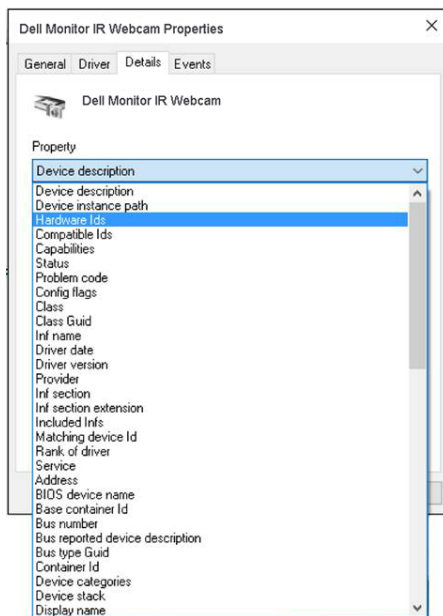 Dell Monitor IR Webcam Properties
General Driver Details Events
Dell Monitor IR Webcam
Property
Device description
Device description
Device instance path
Hardware Ids
Compatible Ids
Capabilities
Status
Problem code
Config flags
Class
Class Guid
Inf name
Driver date
Driver version
Provider
Inf section
Inf section extension
Included Infs
Matching device Id
Rank of driver
Service
Address
BIOS device name
Base container Id
Bus number
Bus reported device description
Bus type Guid
Container Id
Device categories
Device stack
Display name